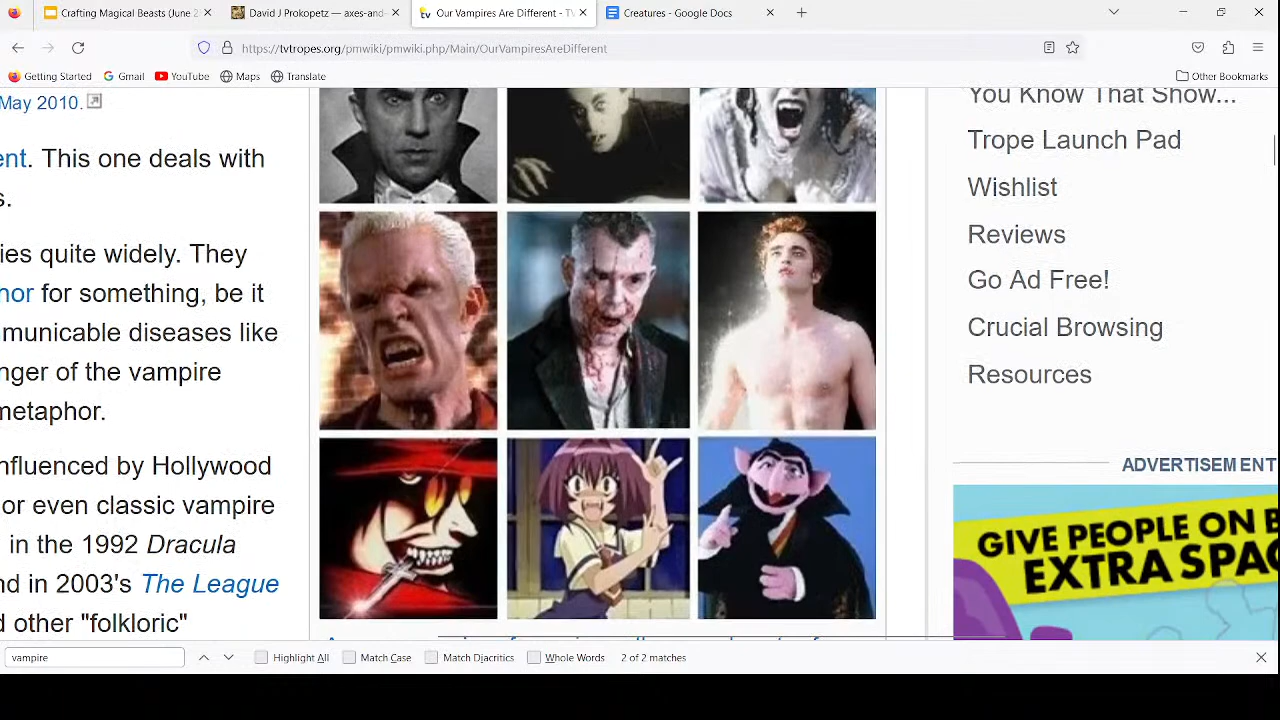 Crafting Magical Beasts (June 2
David J Prokopetz — axes-and-
Our Vampires Are Different - TV
Creatures - Google Docs
https://tvtropes.org/pmwiki/pmwiki.php/Main/OurVampiresAreDifferent
Getting Started
Gmail
YouTube
Maps
Translate
Other Bookmarks
May 2010.
ent. This one deals with
s.
ies quite widely. They
hor for something, be it
mmunicable diseases like
nger of the vampire
metaphor.
nfluenced by Hollywood
or even classic vampire
in the 1992 Dracula
nd in 2003's The League
d other "folkloric"
You Know That Show...
Trope Launch Pad
Wishlist
Reviews
Go Ad Free!
Crucial Browsing
Resources
ADVERTISEMENT
GIVE PEOPLE ON B
EXTRA SPAC
vampire
Highlight All
Match Case
Match Diacritics
Whole Words
2 of 2 matches